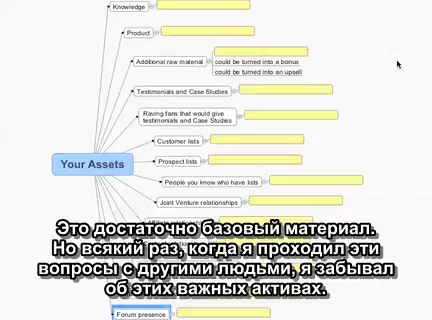 Knowledge
Product
Additional raw material
could be turned into a bonus
could be turned into an upsell
Testimonials and Case Studies
Raving fans that would give
testimonials and Case Studies
Customer lists
Your Assets
Prospect lists
People you know who have lists
Joint Venture relationships
Affiliate relationships
Это достаточно базовый материал.
Но всякий раз, когда я проходил эти
вопросы с другими людьми, я забывал
об этих важных активах.
Forum presence